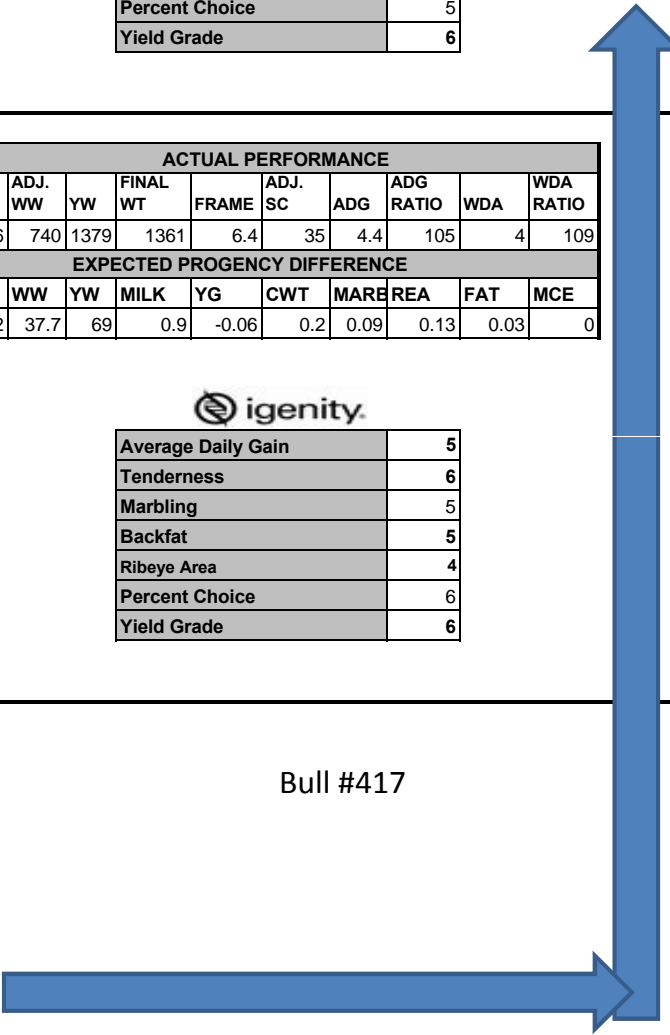 Percent Choice 5
Yield Grade 6
ACTUAL PERFORMANCE
ADJ. WW YW FINAL WT FRAME ADJ. SC ADG ADG RATIO WDA WDA RATIO
740 1379 1361 6.4 35 4.4 105 4 109
EXPECTED PROGENCY DIFFERENCE
WW YW MILK YG CWT MARB REA FAT MCE
37.7 69 0.9 -0.06 0.2 0.09 0.13 0.03 0
igenity.
Average Daily Gain 5
Tenderness 6
Marbling 5
Backfat 5
Ribeye Area 4
Percent Choice 6
Yield Grade 6
Bull #417